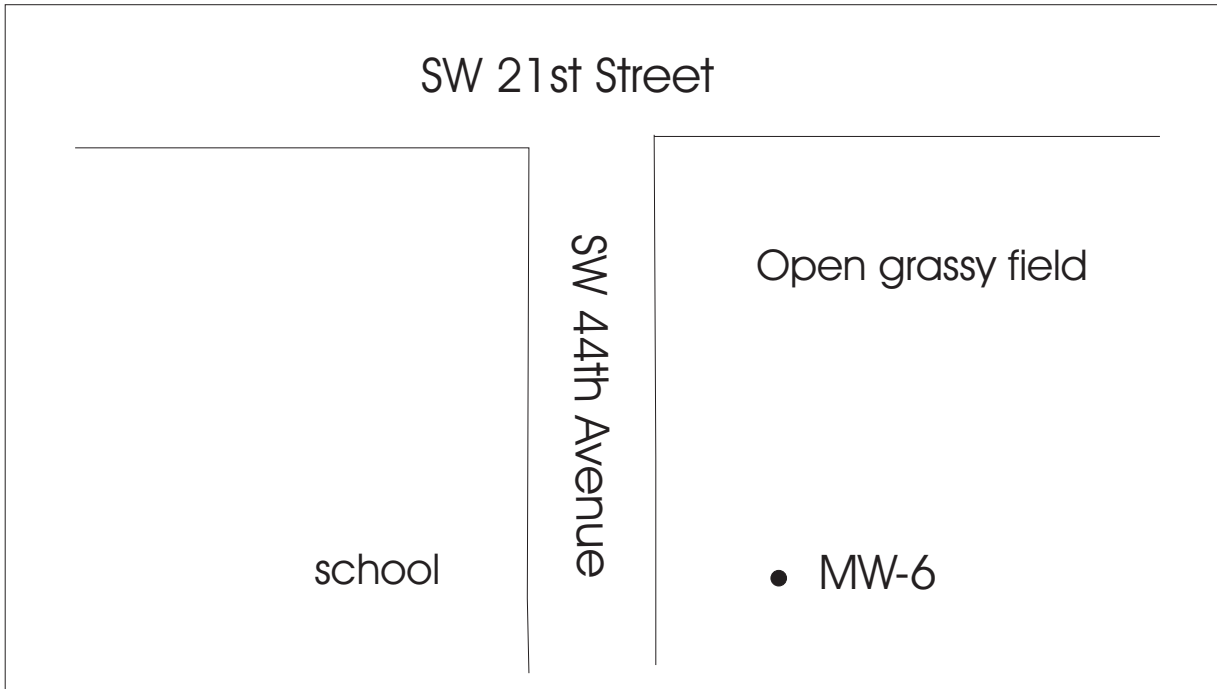 SW 21st Street
SW 44th Avenue
Open grassy field
school
MW-6